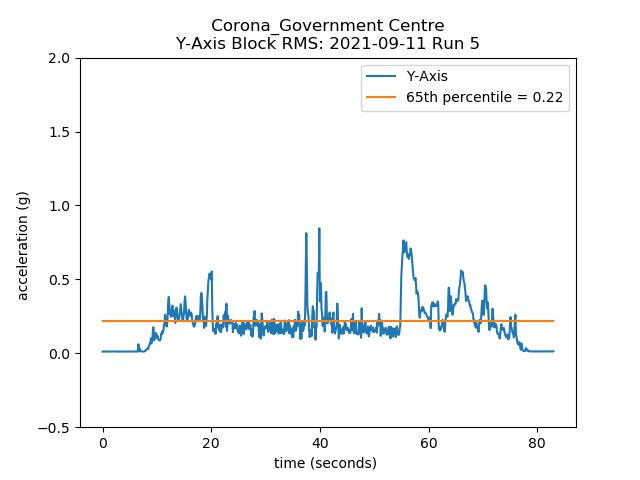 Corona_Government Centre
Y-Axis Block RMS: 2021-09-11 Run 5
Y-Axis
65th percentile = 0.22
acceleration (g)
2.0
1.5
1.0
0.5
0.0
−0.5
0 20 40 60 80
time (seconds)